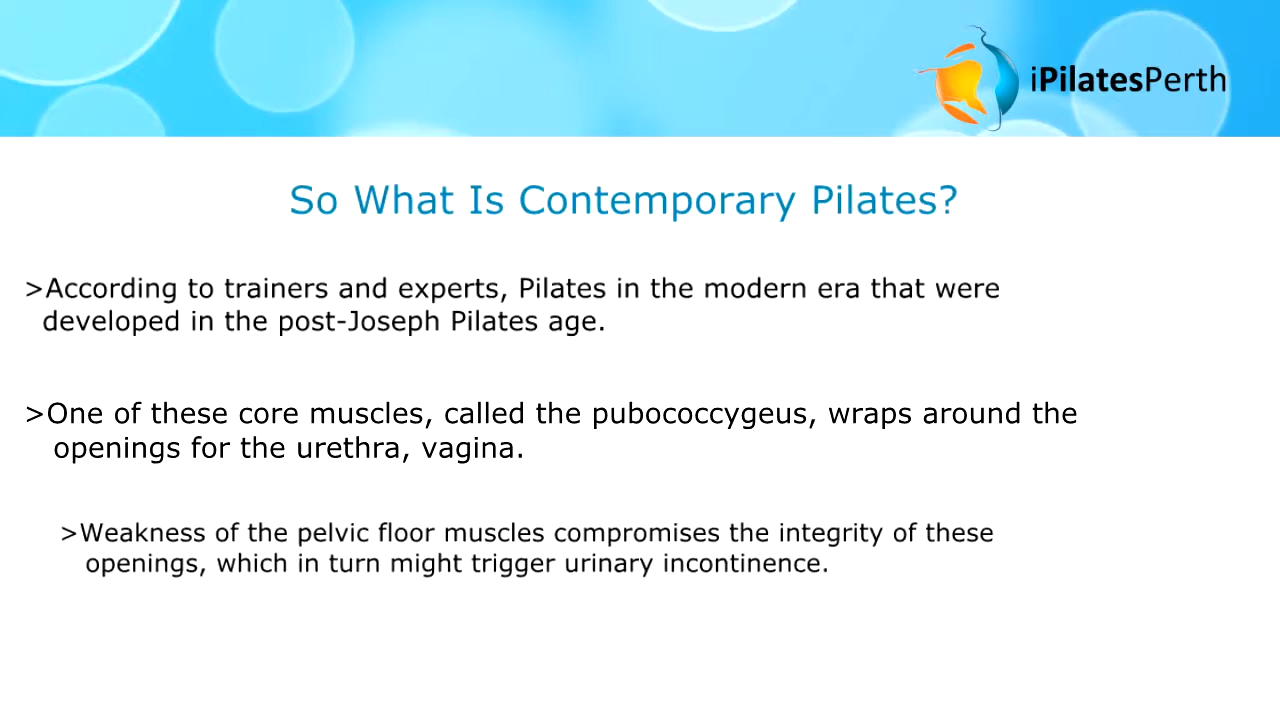 iPilatesPerth
So What Is Contemporary Pilates?
>According to trainers and experts, Pilates in the modern era that were
developed in the post-Joseph Pilates age.
>One of these core muscles, called the pubococcygeus, wraps around the
openings for the urethra, vagina.
>Weakness of the pelvic floor muscles compromises the integrity of these
openings, which in turn might trigger urinary incontinence.